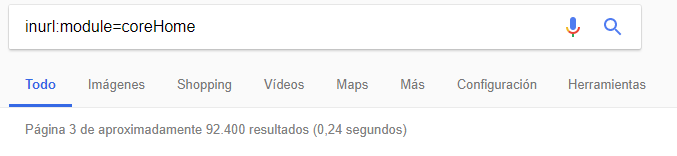 inurl:module=coreHome
Todo Imágenes Shopping Vídeos Maps Más Configuración Herramientas
Página 3 de aproximadamente 92.400 resultados (0,24 segundos)